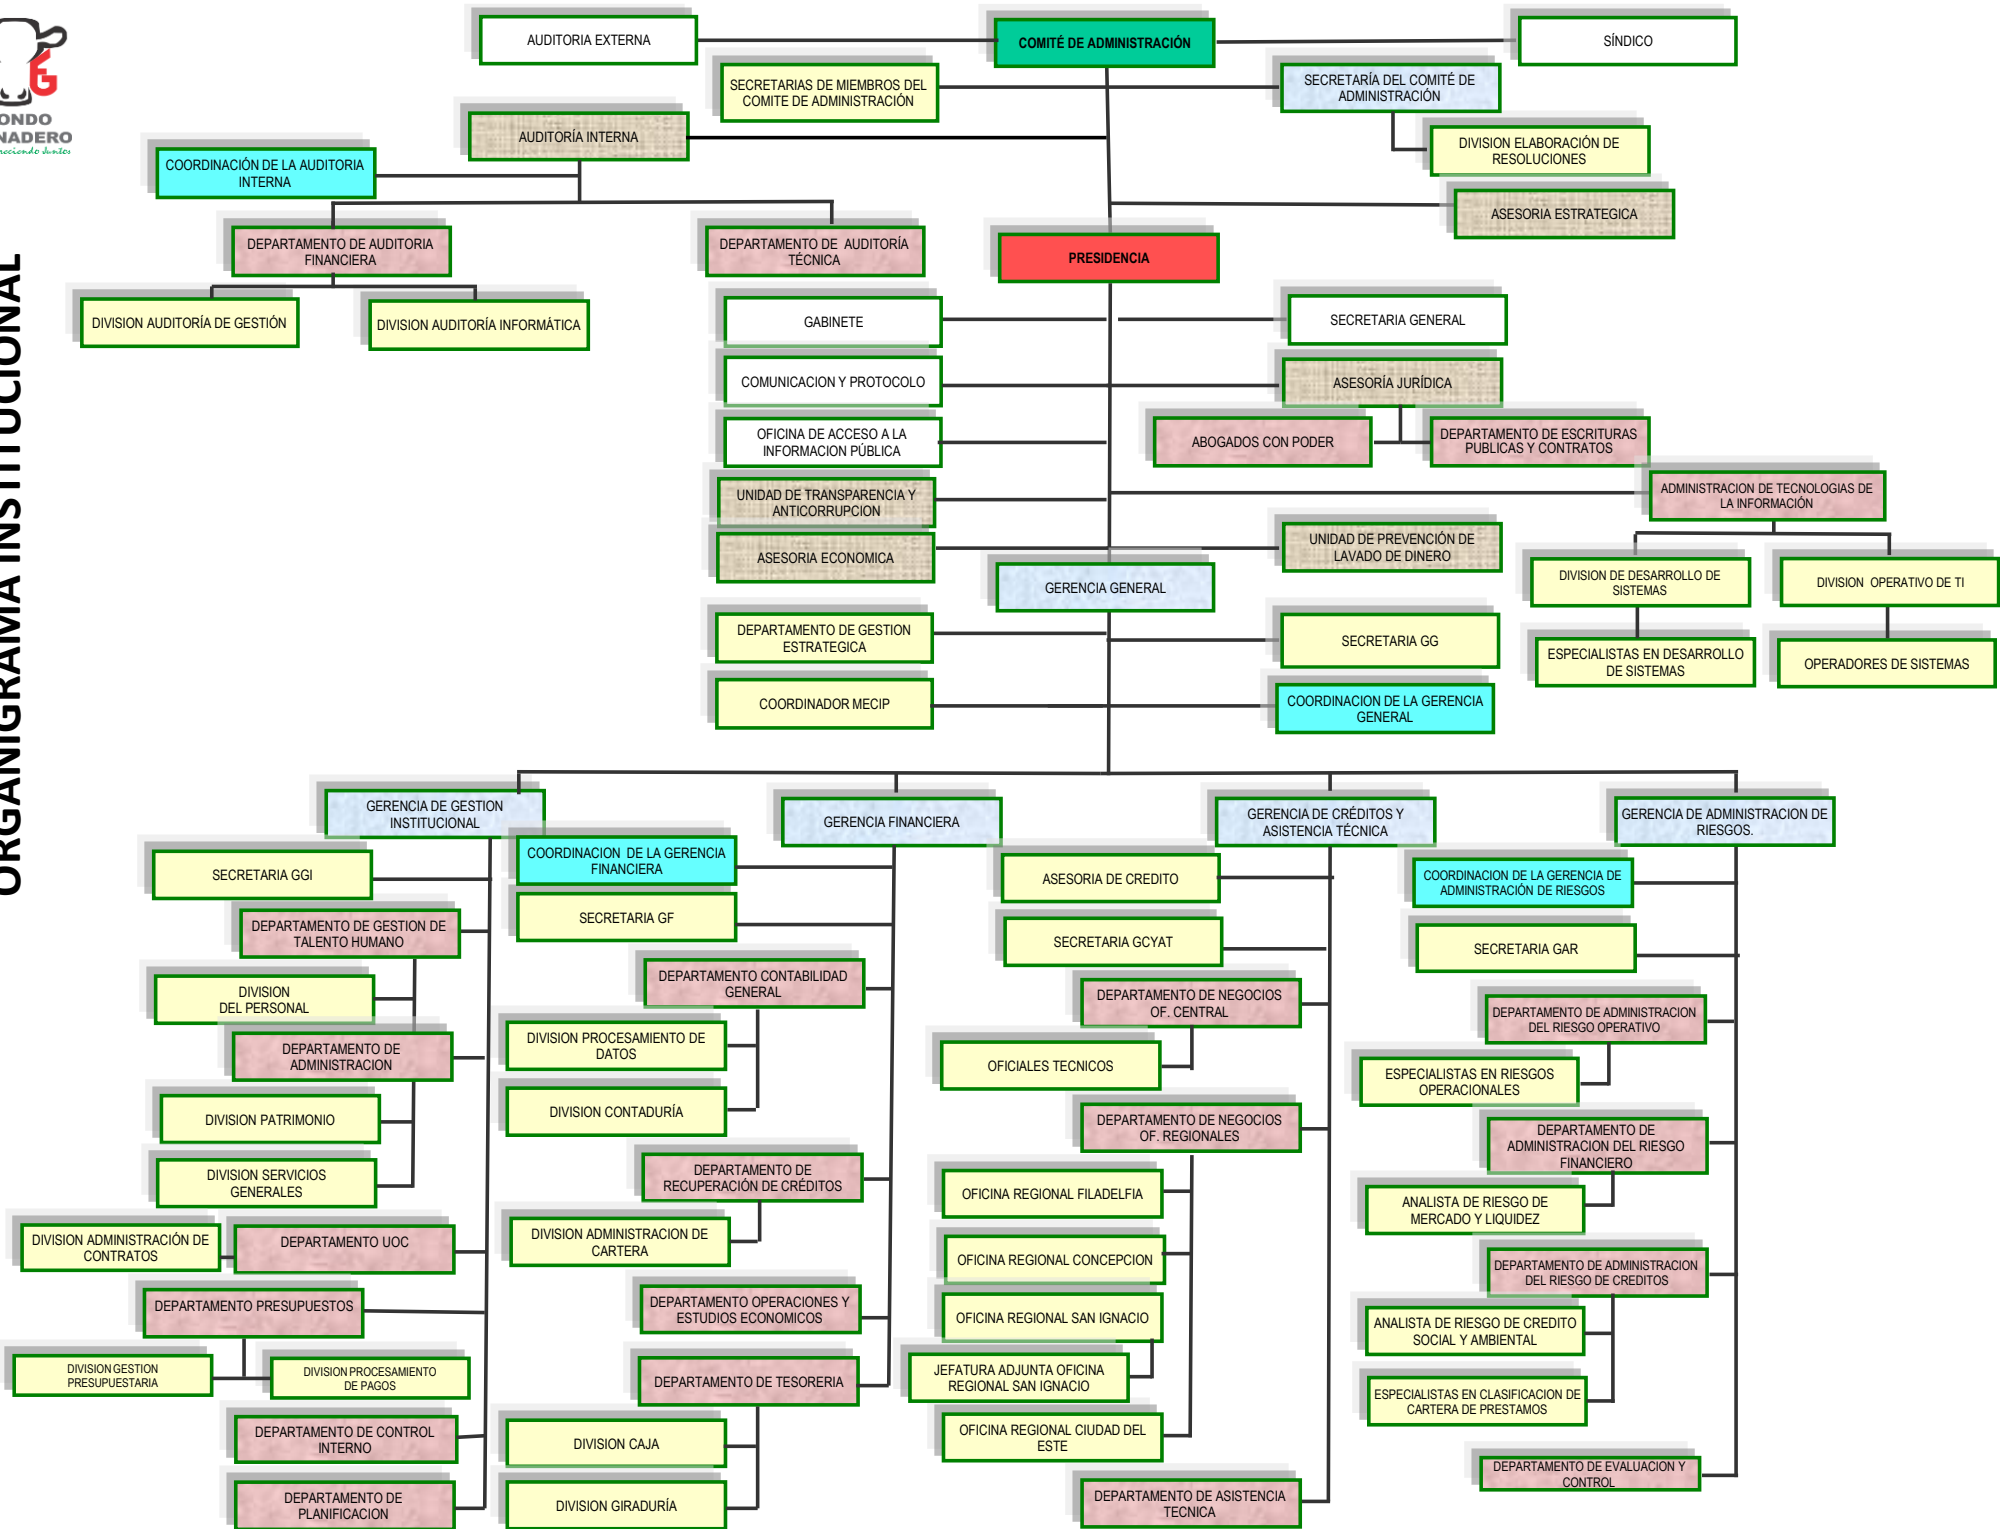 AUDITORIA EXTERNA
COMITÉ DE ADMINISTRACIÓN
SÍNDICO
SECRETARIAS DE MIEMBROS DEL
COMITE DE ADMINISTRACIÓN
SECRETARÍA DEL COMITÉ DE
ADMINISTRACIÓN
ONDO
NADERO
AUDITORÍA INTERNA
DIVISION ELABORACIÓN DE
RESOLUCIONES
COORDINACIÓN DE LA AUDITORIA
INTERNA
ASESORIA ESTRATEGICA
DEPARTAMENTO DE AUDITORIA
FINANCIERA
DEPARTAMENTO DE AUDITORÍA
TÉCNICA
PRESIDENCIA
DIVISION AUDITORÍA DE GESTIÓN
DIVISION AUDITORÍA INFORMÁTICA
ORGANIGRAMA INSTITUCIONAL
GABINETE
SECRETARIA GENERAL
COMUNICACION Y PROTOCOLO
ASESORÍA JURÍDICA
OFICINA DE ACCESO A LA
INFORMACION PÚBLICA
ABOGADOS CON PODER
DEPARTAMENTO DE ESCRITURAS
PUBLICAS Y CONTRATOS
UNIDAD DE TRANSPARENCIA Y
ANTICORRUPCION
ADMINISTRACION DE TECNOLOGIAS DE
LA INFORMACIÓN
ASESORIA ECONOMICA
UNIDAD DE PREVENCIÓN DE
LAVADO DE DINERO
GERENCIA GENERAL
DIVISION DE DESARROLLO DE
SISTEMAS
DIVISION OPERATIVO DE TI
DEPARTAMENTO DE GESTION
ESTRATEGICA
SECRETARIA GG
ESPECIALISTAS EN DESARROLLO
DE SISTEMAS
OPERADORES DE SISTEMAS
COORDINADOR MECIP
COORDINACION DE LA GERENCIA
GENERAL
GERENCIA DE GESTION
INSTITUCIONAL
GERENCIA FINANCIERA
GERENCIA DE CRÉDITOS Y
ASISTENCIA TÉCNICA
GERENCIA DE ADMINISTRACION DE
RIESGOS.
SECRETARIA GGI
DEPARTAMENTO DE GESTION DE
TALENTO HUMANO
DIVISION
DEL PERSONAL
DEPARTAMENTO DE
ADMINISTRACION
DIVISION PATRIMONIO
DIVISION SERVICIOS
GENERALES
DIVISION ADMINISTRACIÓN DE
CONTRATOS
DEPARTAMENTO UOC
DEPARTAMENTO PRESUPUESTOS
DIVISION GESTION
PRESUPUESTARIA
DIVISION PROCESAMIENTO
DE PAGOS
DEPARTAMENTO DE CONTROL
INTERNO
DEPARTAMENTO DE
PLANIFICACION
COORDINACION DE LA GERENCIA
FINANCIERA
SECRETARIA GF
DEPARTAMENTO CONTABILIDAD
GENERAL
DIVISION PROCESAMIENTO DE
DATOS
DIVISION CONTADURÍA
DEPARTAMENTO DE
RECUPERACIÓN DE CRÉDITOS
DIVISION ADMINISTRACION DE
CARTERA
DEPARTAMENTO OPERACIONES Y
ESTUDIOS ECONOMICOS
DEPARTAMENTO DE TESORERIA
DIVISION CAJA
DIVISION GIRADURÍA
ASESORIA DE CREDITO
SECRETARIA GCYAT
DEPARTAMENTO DE NEGOCIOS
OF. CENTRAL
OFICIALES TECNICOS
DEPARTAMENTO DE NEGOCIOS
OF. REGIONALES
OFICINA REGIONAL FILADELFIA
OFICINA REGIONAL CONCEPCION
OFICINA REGIONAL SAN IGNACIO
JEFATURA ADJUNTA OFICINA
REGIONAL SAN IGNACIO
OFICINA REGIONAL CIUDAD DEL
ESTE
DEPARTAMENTO DE ASISTENCIA
TECNICA
COORDINACION DE LA GERENCIA DE
ADMINISTRACIÓN DE RIESGOS
SECRETARIA GAR
DEPARTAMENTO DE ADMINISTRACION
DEL RIESGO OPERATIVO
ESPECIALISTAS EN RIESGOS
OPERACIONALES
DEPARTAMENTO DE
ADMINISTRACION DEL RIESGO
FINANCIERO
ANALISTA DE RIESGO DE
MERCADO Y LIQUIDEZ
DEPARTAMENTO DE ADMINISTRACION
DEL RIESGO DE CREDITOS
ANALISTA DE RIESGO DE CREDITO
SOCIAL Y AMBIENTAL
ESPECIALISTAS EN CLASIFICACION DE
CARTERA DE PRESTAMOS
DEPARTAMENTO DE EVALUACION Y
CONTROL